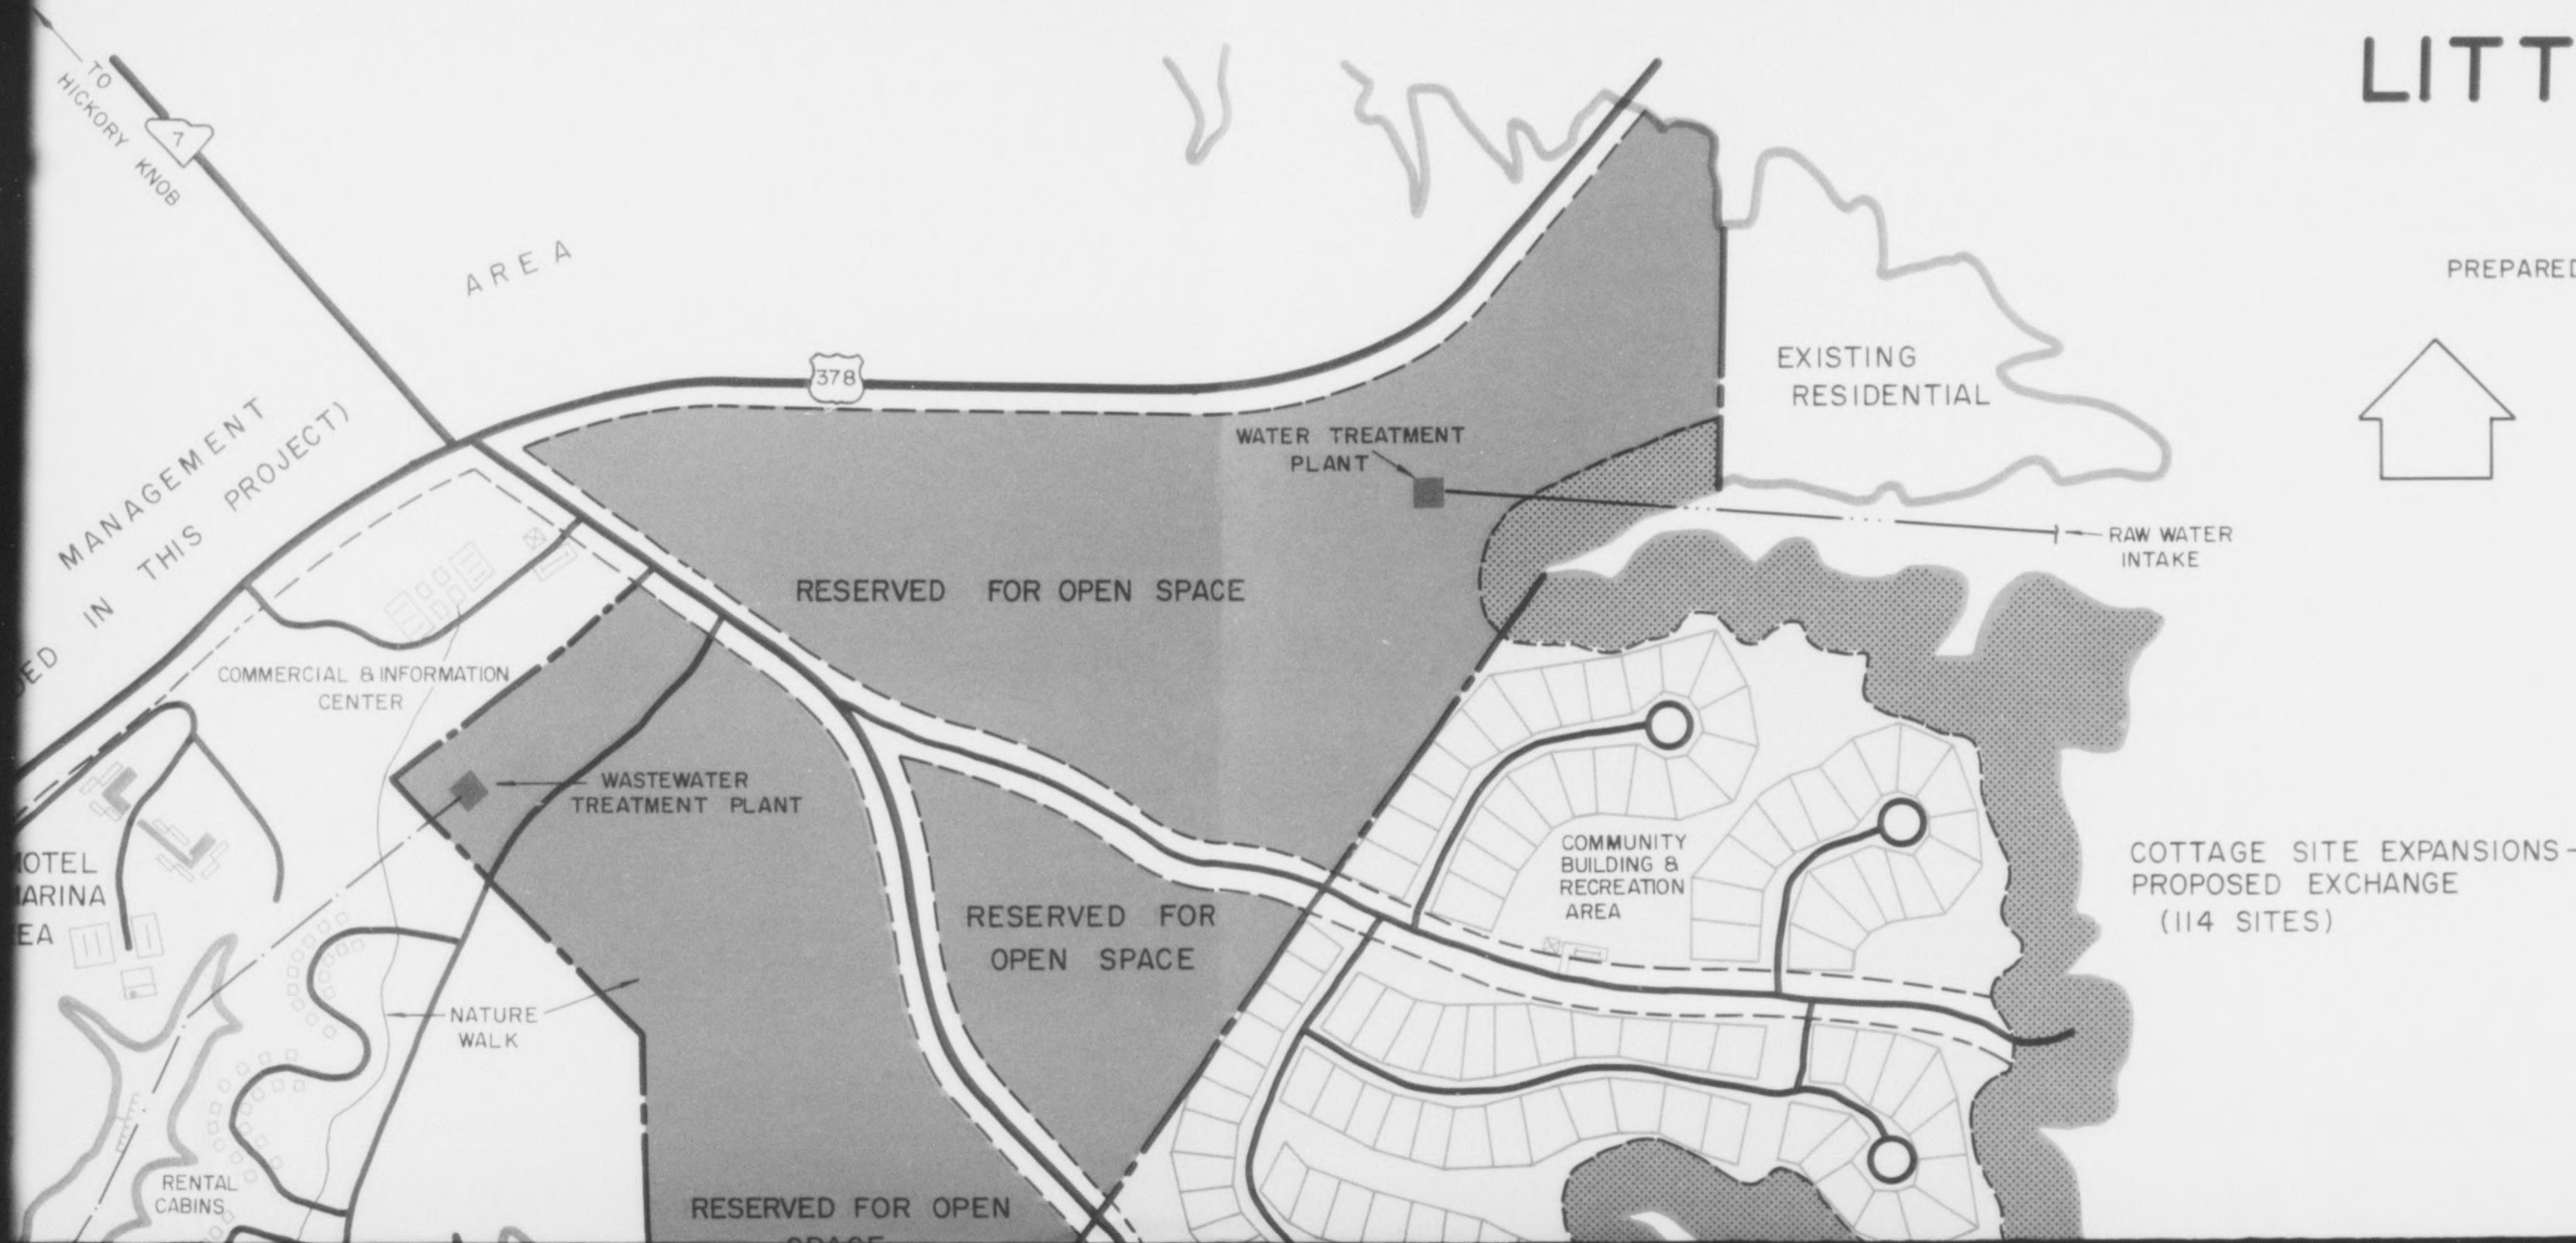 LITT
TO
HICKORY KNOB
7
AREA
PREPARED
378
EXISTING
RESIDENTIAL
MANAGEMENT
IN THIS PROJECT)
WATER TREATMENT
PLANT
RAW WATER
INTAKE
RESERVED FOR OPEN SPACE
COMMERCIAL & INFORMATION
CENTER
WASTEWATER
TREATMENT PLANT
COMMUNITY
BUILDING &
RECREATION
AREA
COTTAGE SITE EXPANSIONS-
PROPOSED EXCHANGE
(114 SITES)
OTEL
ARINA
EA
RESERVED FOR
OPEN SPACE
NATURE
WALK
RENTAL
CABINS
RESERVED FOR OPEN
SPACE